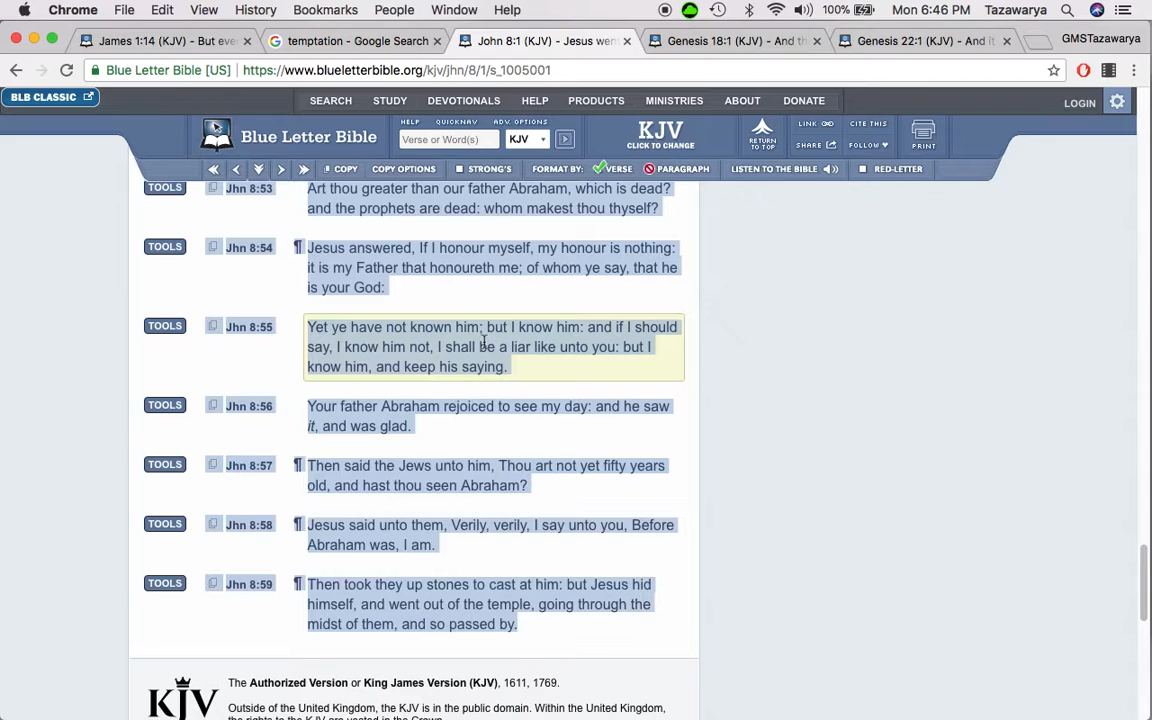 Chrome File Edit View History Bookmarks People Window Help 100% Mon 6:46 PM Tazawarya
James 1:14 (KJV) - But eve × temptation - Google Search × John 8:1 (KJV) - Jesus wen × Genesis 18:1 (KJV) - And th × Genesis 22:1 (KJV) - And it × GMSTazawarya
Blue Letter Bible [US] https://www.blueletterbible.org/kjv/jhn/8/1/s_1005001
BLB CLASSIC SEARCH STUDY DEVOTIONALS HELP PRODUCTS MINISTRIES ABOUT DONATE LOGIN
HELP QUICKNAV ADV. OPTIONS
Blue Letter Bible Verse or Word(s) KJV KJV
CLICK TO CHANGE
RETURN
TO TOP
LINK CITE THIS
SHARE FOLLOW PRINT
COPY COPY OPTIONS STRONG'S FORMAT BY: VERSE PARAGRAPH LISTEN TO THE BIBLE RED-LETTER
TOOLS Jhn 8:53 Art thou greater than our father Abraham, which is dead?
and the prophets are dead: whom makest thou thyself?
TOOLS Jhn 8:54 ¶ Jesus answered, If I honour myself, my honour is nothing:
it is my Father that honoureth me; of whom ye say, that he
is your God:
TOOLS Jhn 8:55 Yet ye have not known him; but I know him: and if I should
say, I know him not, I shall be a liar like unto you: but I
know him, and keep his saying.
TOOLS Jhn 8:56 Your father Abraham rejoiced to see my day: and he saw
it, and was glad.
TOOLS Jhn 8:57 ¶ Then said the Jews unto him, Thou art not yet fifty years
old, and hast thou seen Abraham?
TOOLS Jhn 8:58 ¶ Jesus said unto them, Verily, verily, I say unto you, Before
Abraham was, I am.
TOOLS Jhn 8:59 ¶ Then took they up stones to cast at him: but Jesus hid
himself, and went out of the temple, going through the
midst of them, and so passed by.
KJV The Authorized Version or King James Version (KJV), 1611, 1769.
Outside of the United Kingdom, the KJV is in the public domain. Within the United Kingdom,
the rights to the KJV are vested in the Crown.